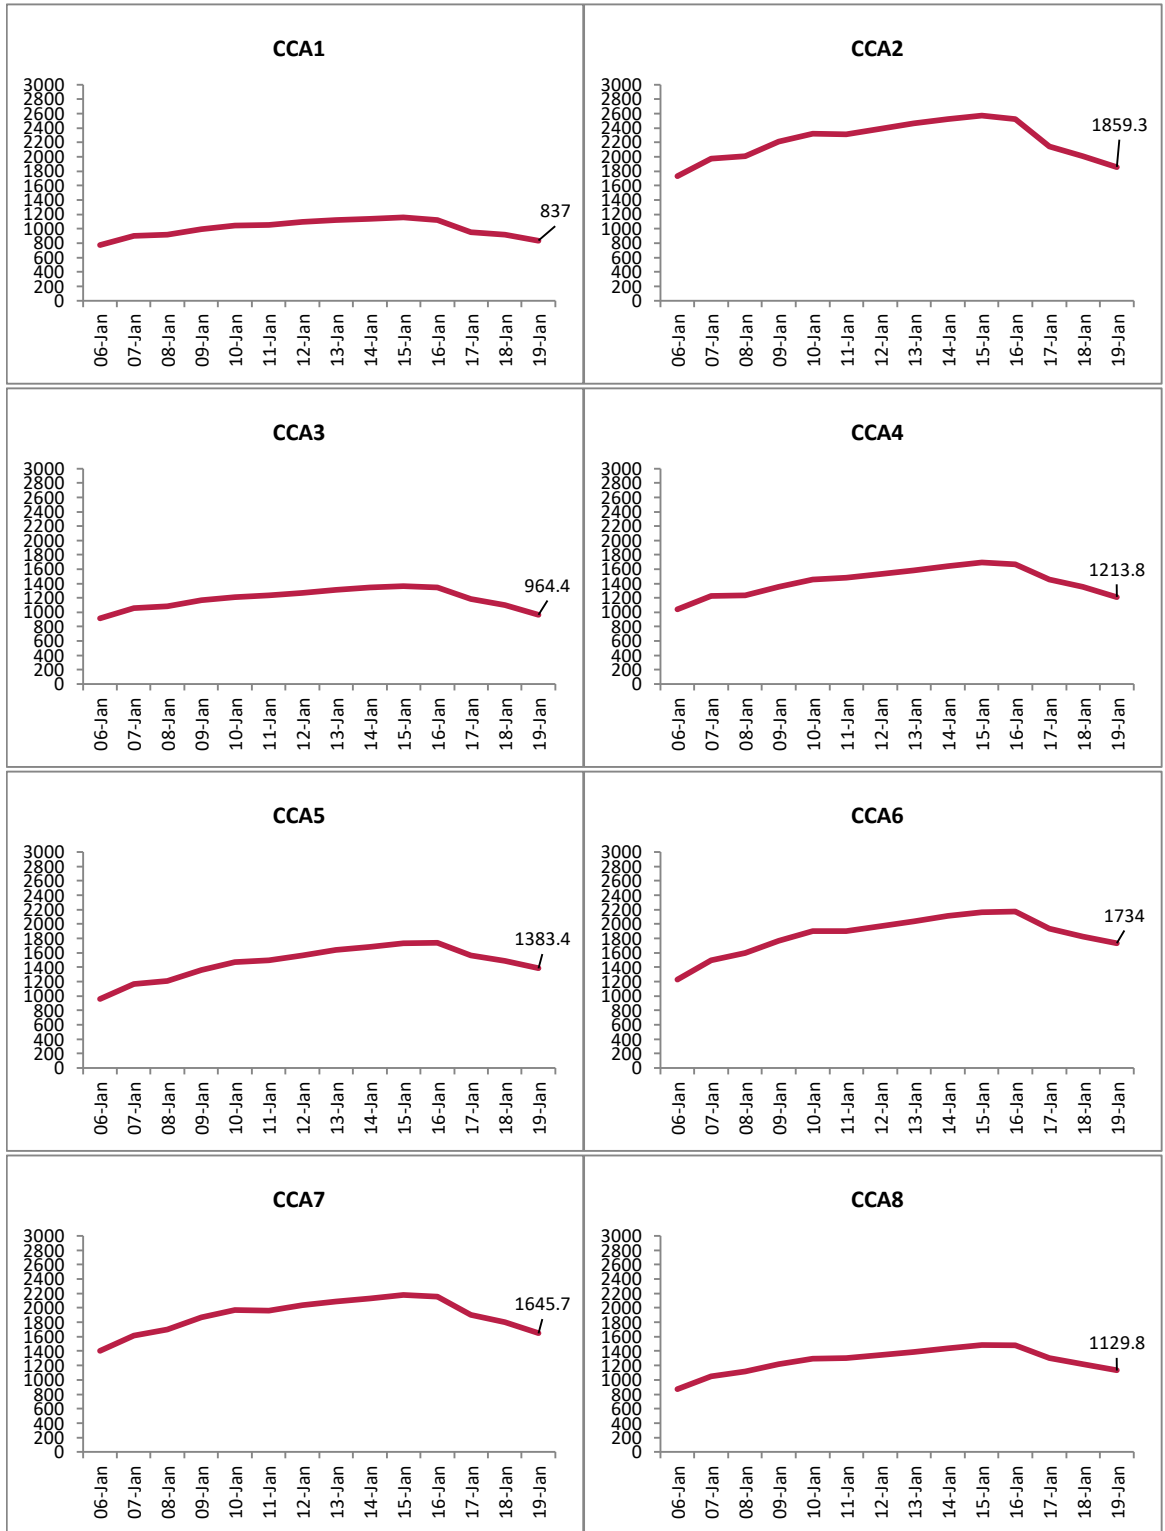 CCA1
3000
2800
2600
2400
2200
2000
1800
1600
1400
1200
1000
800
600
400
200
0
837
06-Jan
07-Jan
08-Jan
09-Jan
10-Jan
11-Jan
12-Jan
13-Jan
14-Jan
15-Jan
16-Jan
17-Jan
18-Jan
19-Jan
CCA2
3000
2800
2600
2400
2200
2000
1800
1600
1400
1200
1000
800
600
400
200
0
1859.3
06-Jan
07-Jan
08-Jan
09-Jan
10-Jan
11-Jan
12-Jan
13-Jan
14-Jan
15-Jan
16-Jan
17-Jan
18-Jan
19-Jan
CCA3
3000
2800
2600
2400
2200
2000
1800
1600
1400
1200
1000
800
600
400
200
0
964.4
06-Jan
07-Jan
08-Jan
09-Jan
10-Jan
11-Jan
12-Jan
13-Jan
14-Jan
15-Jan
16-Jan
17-Jan
18-Jan
19-Jan
CCA4
3000
2800
2600
2400
2200
2000
1800
1600
1400
1200
1000
800
600
400
200
0
1213.8
06-Jan
07-Jan
08-Jan
09-Jan
10-Jan
11-Jan
12-Jan
13-Jan
14-Jan
15-Jan
16-Jan
17-Jan
18-Jan
19-Jan
CCA5
3000
2800
2600
2400
2200
2000
1800
1600
1400
1200
1000
800
600
400
200
0
1383.4
06-Jan
07-Jan
08-Jan
09-Jan
10-Jan
11-Jan
12-Jan
13-Jan
14-Jan
15-Jan
16-Jan
17-Jan
18-Jan
19-Jan
CCA6
3000
2800
2600
2400
2200
2000
1800
1600
1400
1200
1000
800
600
400
200
0
1734
06-Jan
07-Jan
08-Jan
09-Jan
10-Jan
11-Jan
12-Jan
13-Jan
14-Jan
15-Jan
16-Jan
17-Jan
18-Jan
19-Jan
CCA7
3000
2800
2600
2400
2200
2000
1800
1600
1400
1200
1000
800
600
400
200
0
1645.7
06-Jan
07-Jan
08-Jan
09-Jan
10-Jan
11-Jan
12-Jan
13-Jan
14-Jan
15-Jan
16-Jan
17-Jan
18-Jan
19-Jan
CCA8
3000
2800
2600
2400
2200
2000
1800
1600
1400
1200
1000
800
600
400
200
0
1129.8
06-Jan
07-Jan
08-Jan
09-Jan
10-Jan
11-Jan
12-Jan
13-Jan
14-Jan
15-Jan
16-Jan
17-Jan
18-Jan
19-Jan